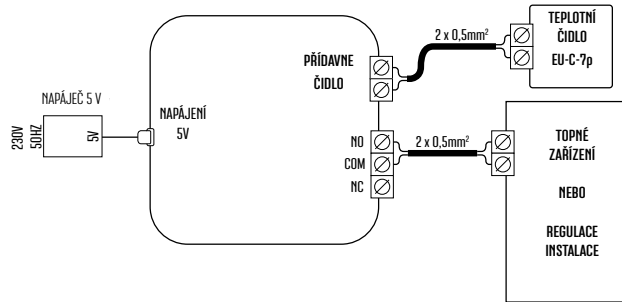 NAPÁJEČ 5 V
230V
50HZ
5V
NAPÁJENÍ
5V
PŘÍDAVNE
ČIDLO
2 x 0,5mm²
TEPLOTNÍ
ČIDLO
EU-C-7p
NO
COM
NC
2 x 0,5mm²
TOPNÉ
ZAŘÍZENÍ
NEBO
REGULACE
INSTALACE